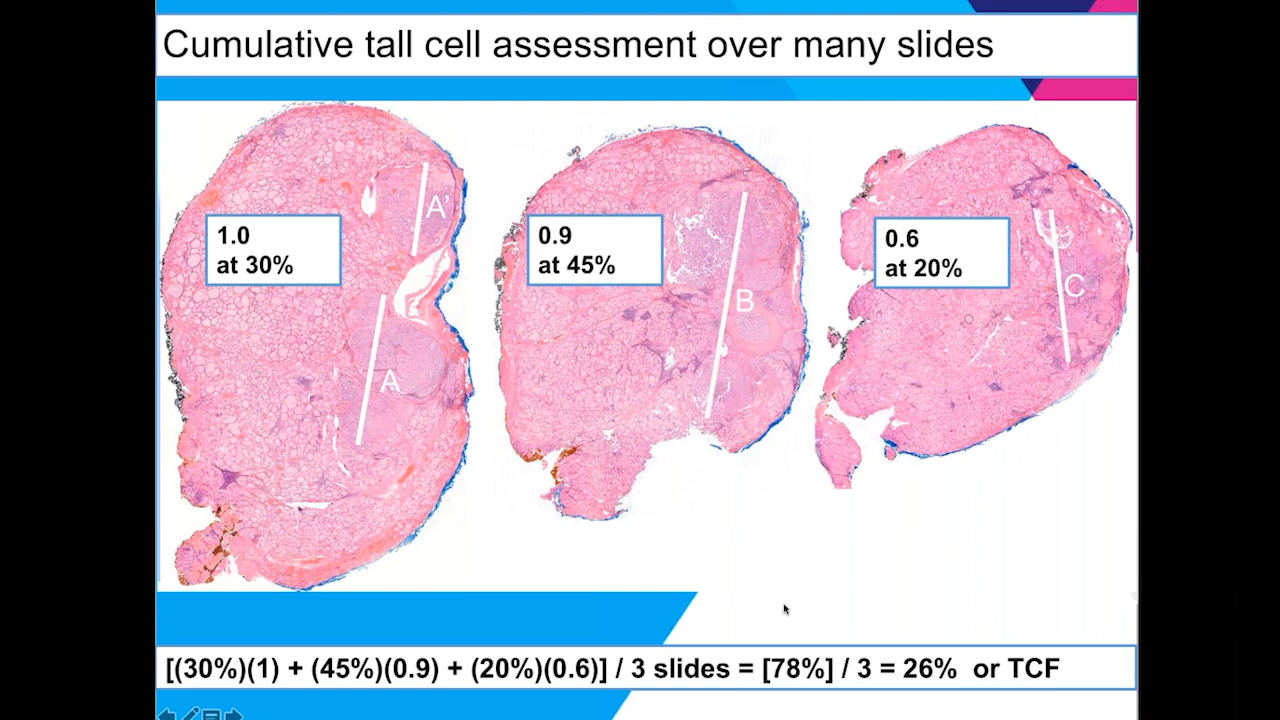 Cumulative tall cell assessment over many slides
1.0
at 30%
A'
A
0.9
at 45%
B
0.6
at 20%
C
[(30%)(1) + (45%)(0.9) + (20%)(0.6)] / 3 slides = [78%] / 3 = 26% or TCF